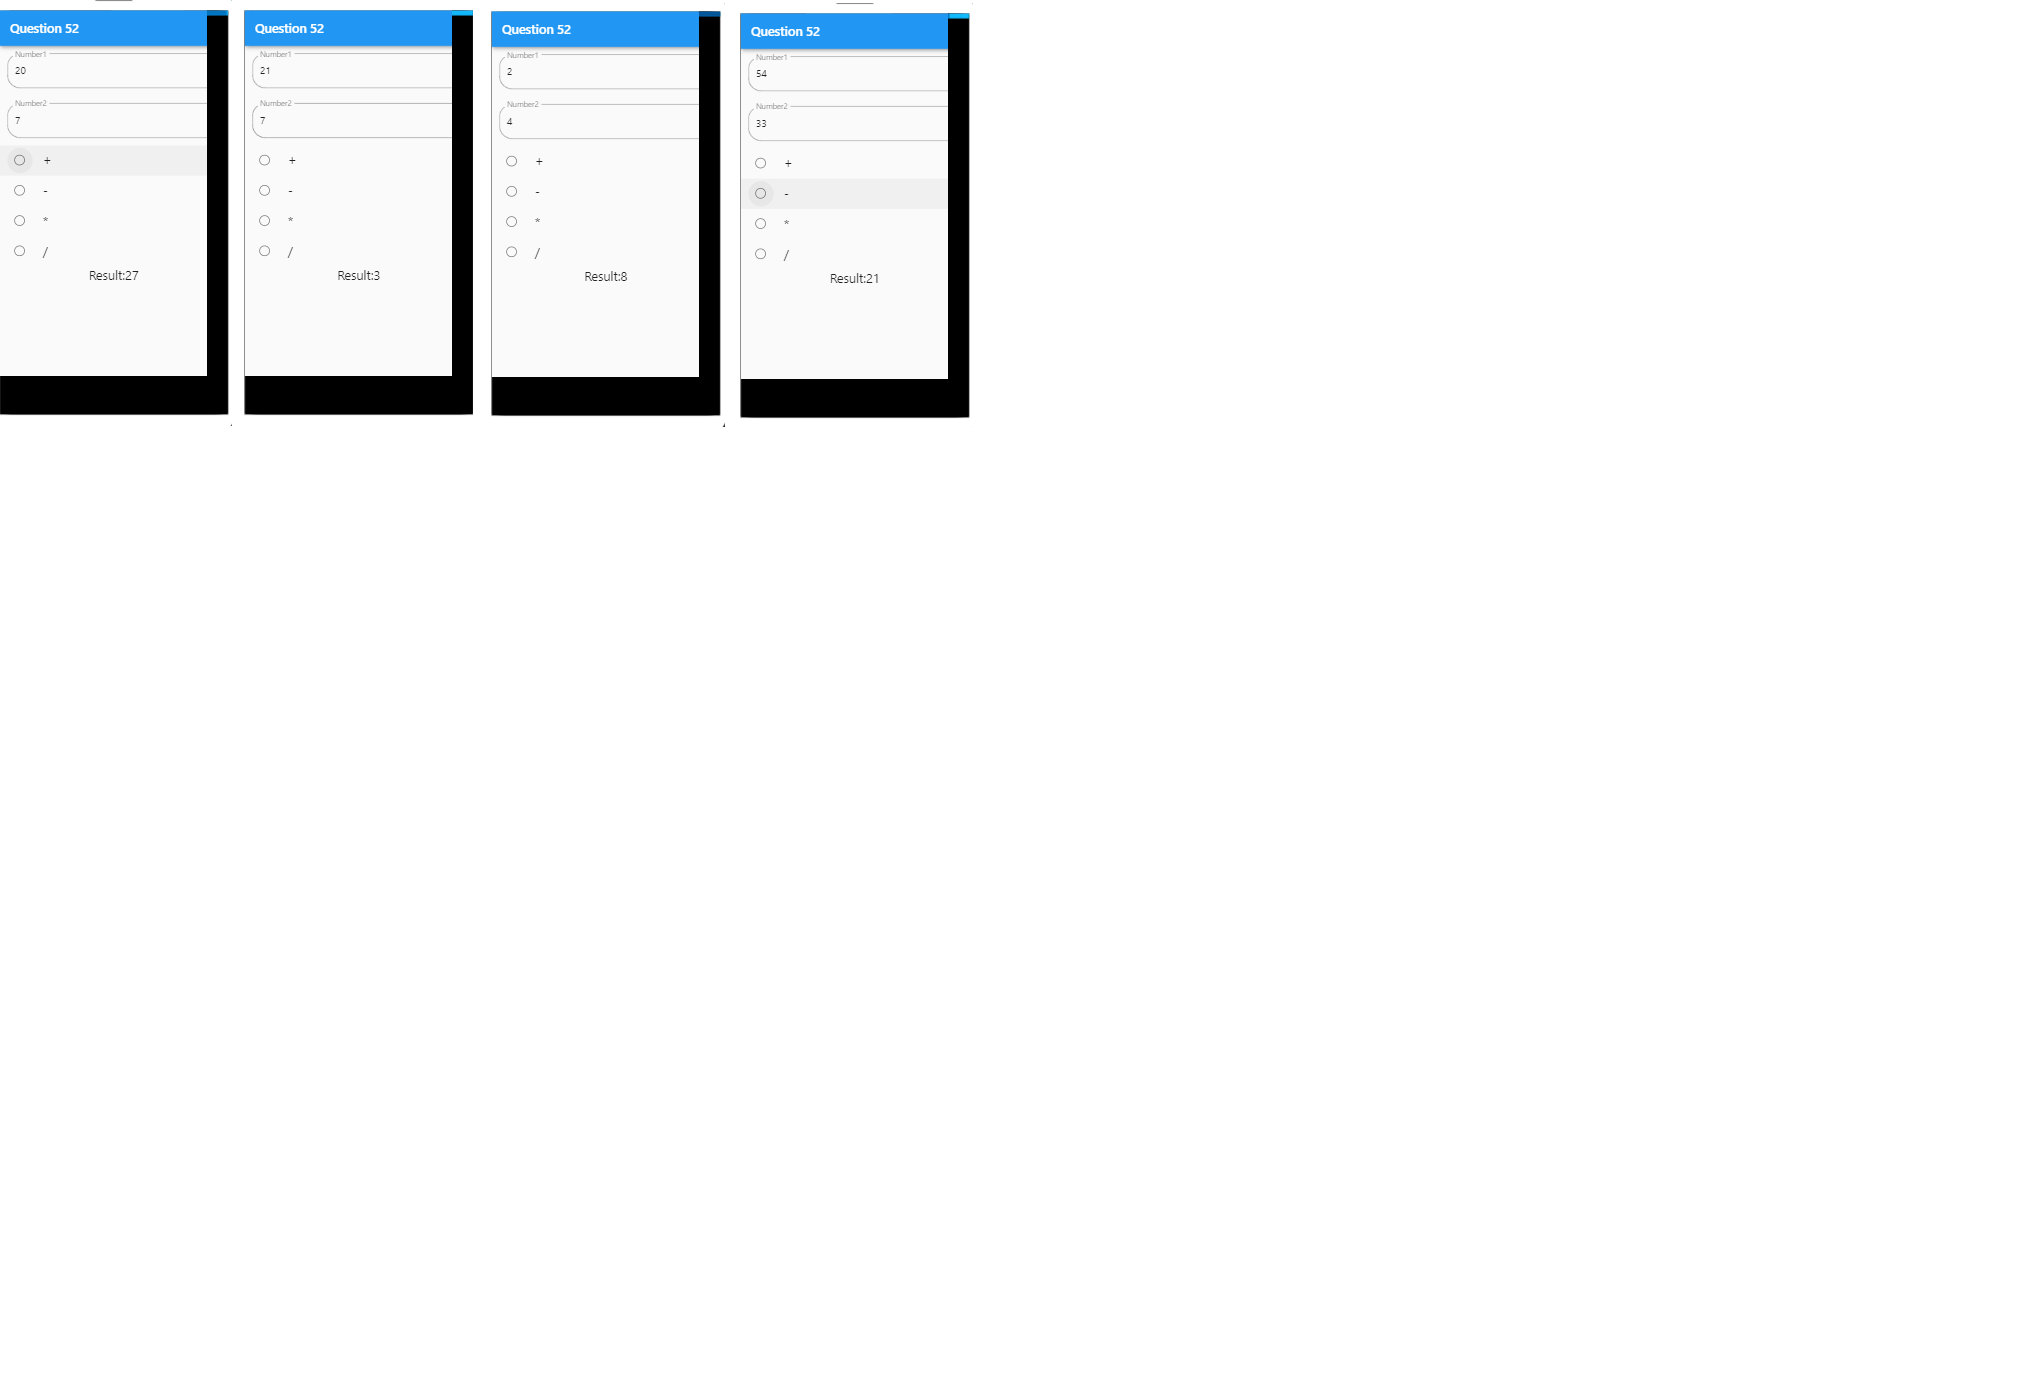 Question 52
Number1
20
Number2
7
+
-
*
/
Result:27
Question 52
Number1
21
Number2
7
+
-
*
/
Result:3
Question 52
Number1
2
Number2
4
+
-
*
/
Result:8
Question 52
Number1
54
Number2
33
+
-
*
/
Result:21